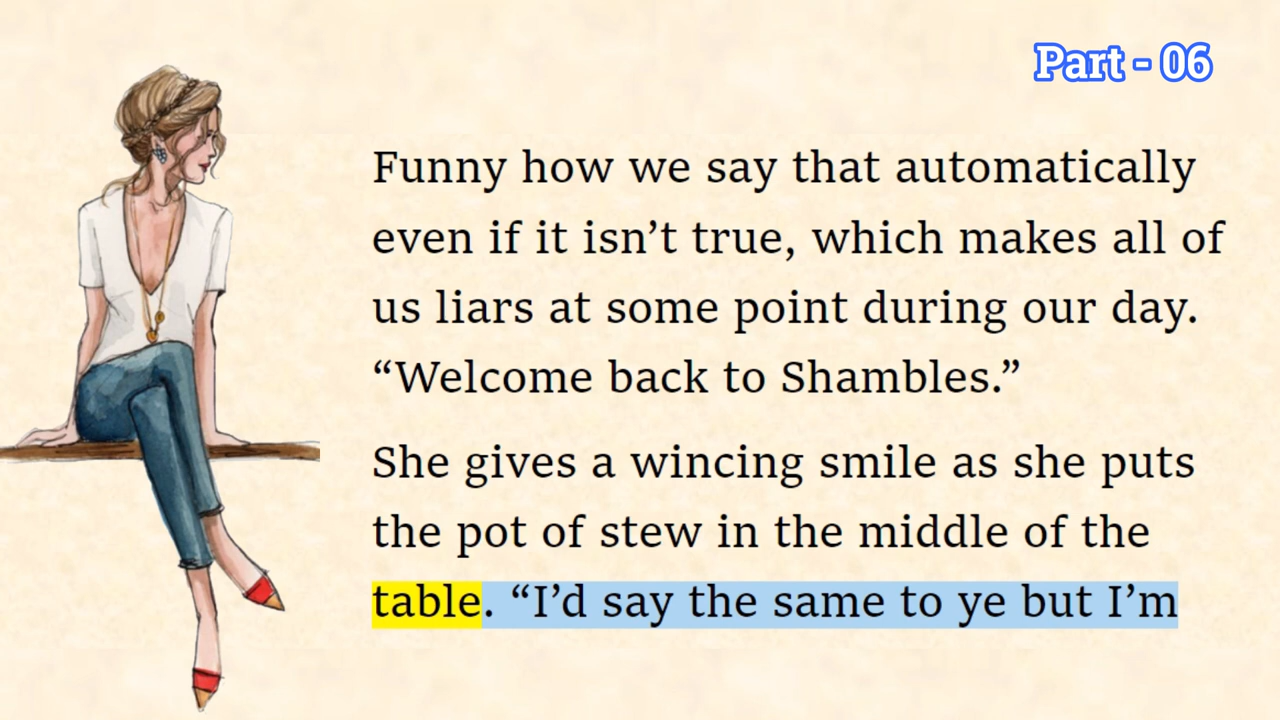 Part - 06
Funny how we say that automatically
even if it isn’t true, which makes all of
us liars at some point during our day.
“Welcome back to Shambles.”
She gives a wincing smile as she puts
the pot of stew in the middle of the
table. “I’d say the same to ye but I’m